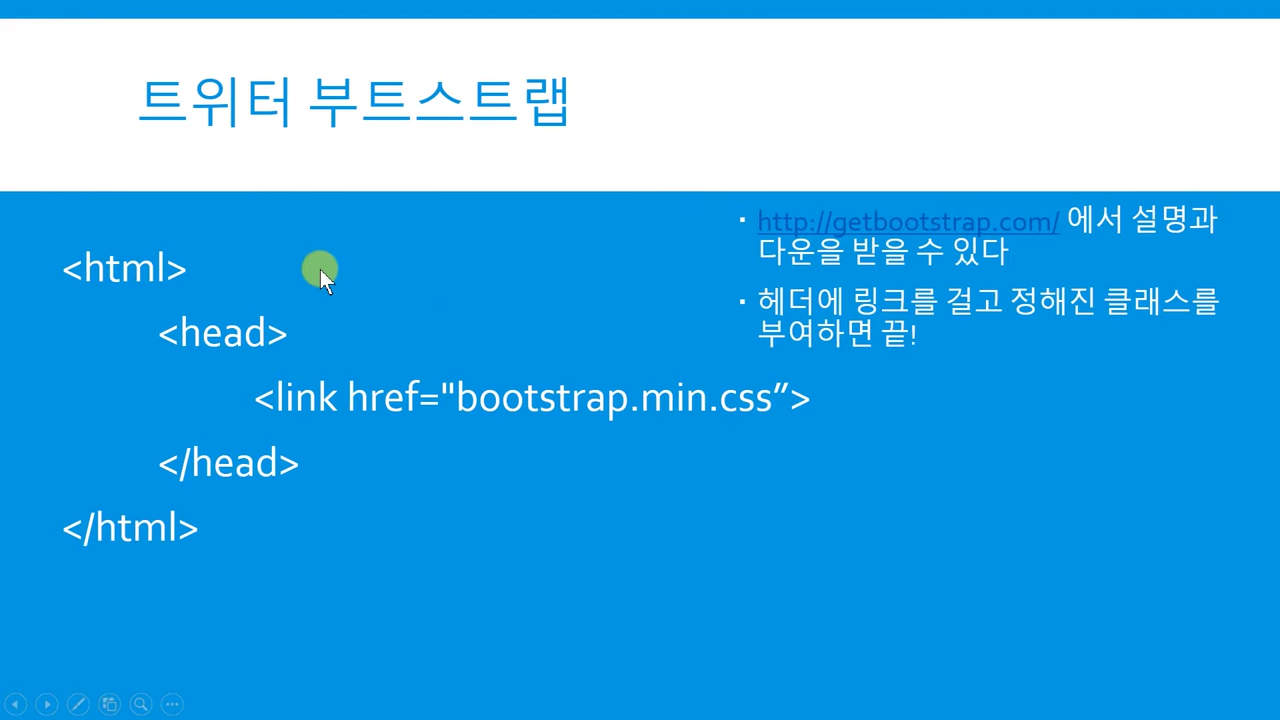 트위터 부트스트랩
<html>
<head>
<link href="bootstrap.min.css”>
</head>
</html>
▪ http://getbootstrap.com/ 에서 설명과
다운을 받을 수 있다
▪ 헤더에 링크를 걸고 정해진 클래스를
부여하면 끝!